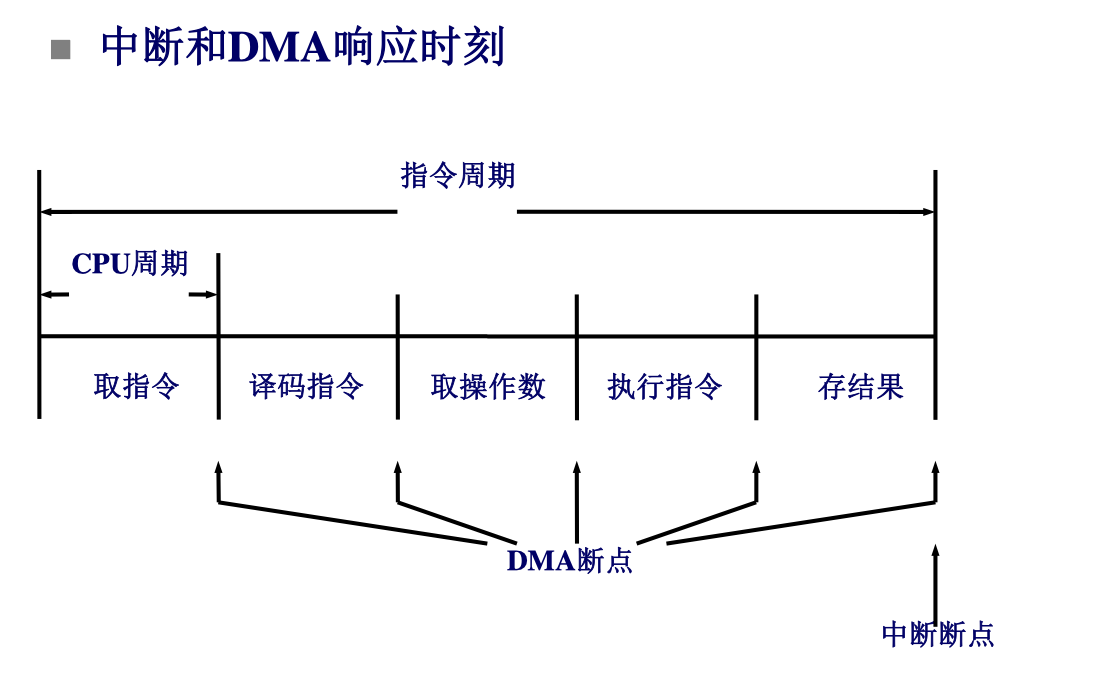 中断和DMA响应时刻
指令周期
CPU周期
取指令 译码指令 取操作数 执行指令 存结果
DMA断点
中断断点